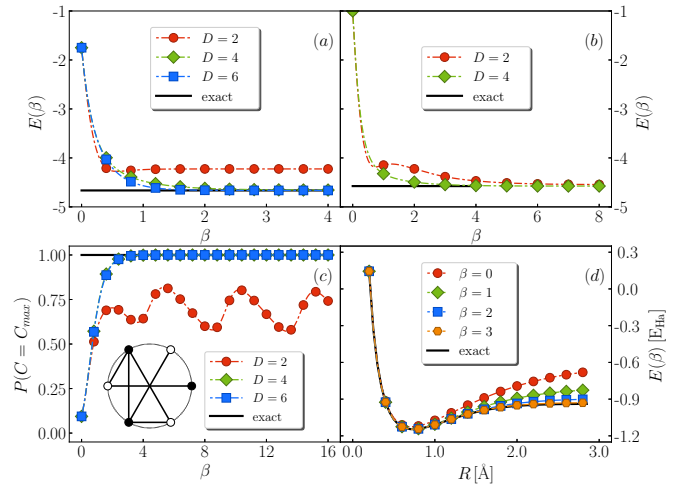 -1
-2
-3
-4
-5
E(β)
(a)
D = 2
D = 4
D = 6
exact
0
1
2
3
4
β
(b)
D = 2
D = 4
exact
-1
-2
-3
-4
-5
E(β)
0
2
4
6
8
β
1.00
0.75
0.50
0.25
0.00
P(C = C_max)
(c)
D = 2
D = 4
D = 6
exact
0
4
8
12
16
β
(d)
β = 0
β = 1
β = 2
β = 3
exact
0.3
0.0
-0.3
-0.6
-0.9
-1.2
E(β) [E_Ha]
0.0
1.0
2.0
3.0
R [Å]